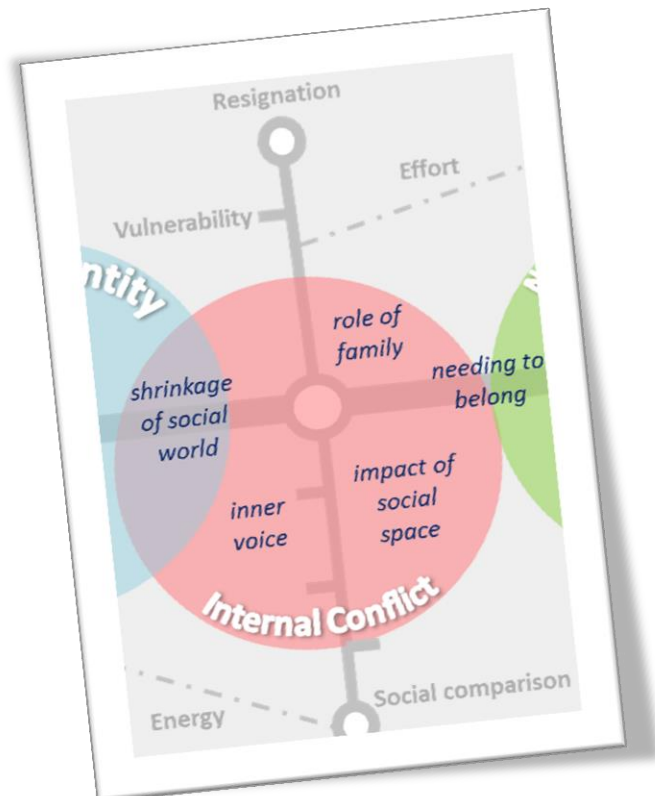 Resignation
Effort
Vulnerability
ntity
role of
family
needing to
belong
shrinkage
of social
world
impact of
social
space
inner
voice
Internal Conflict
Social comparison
Energy